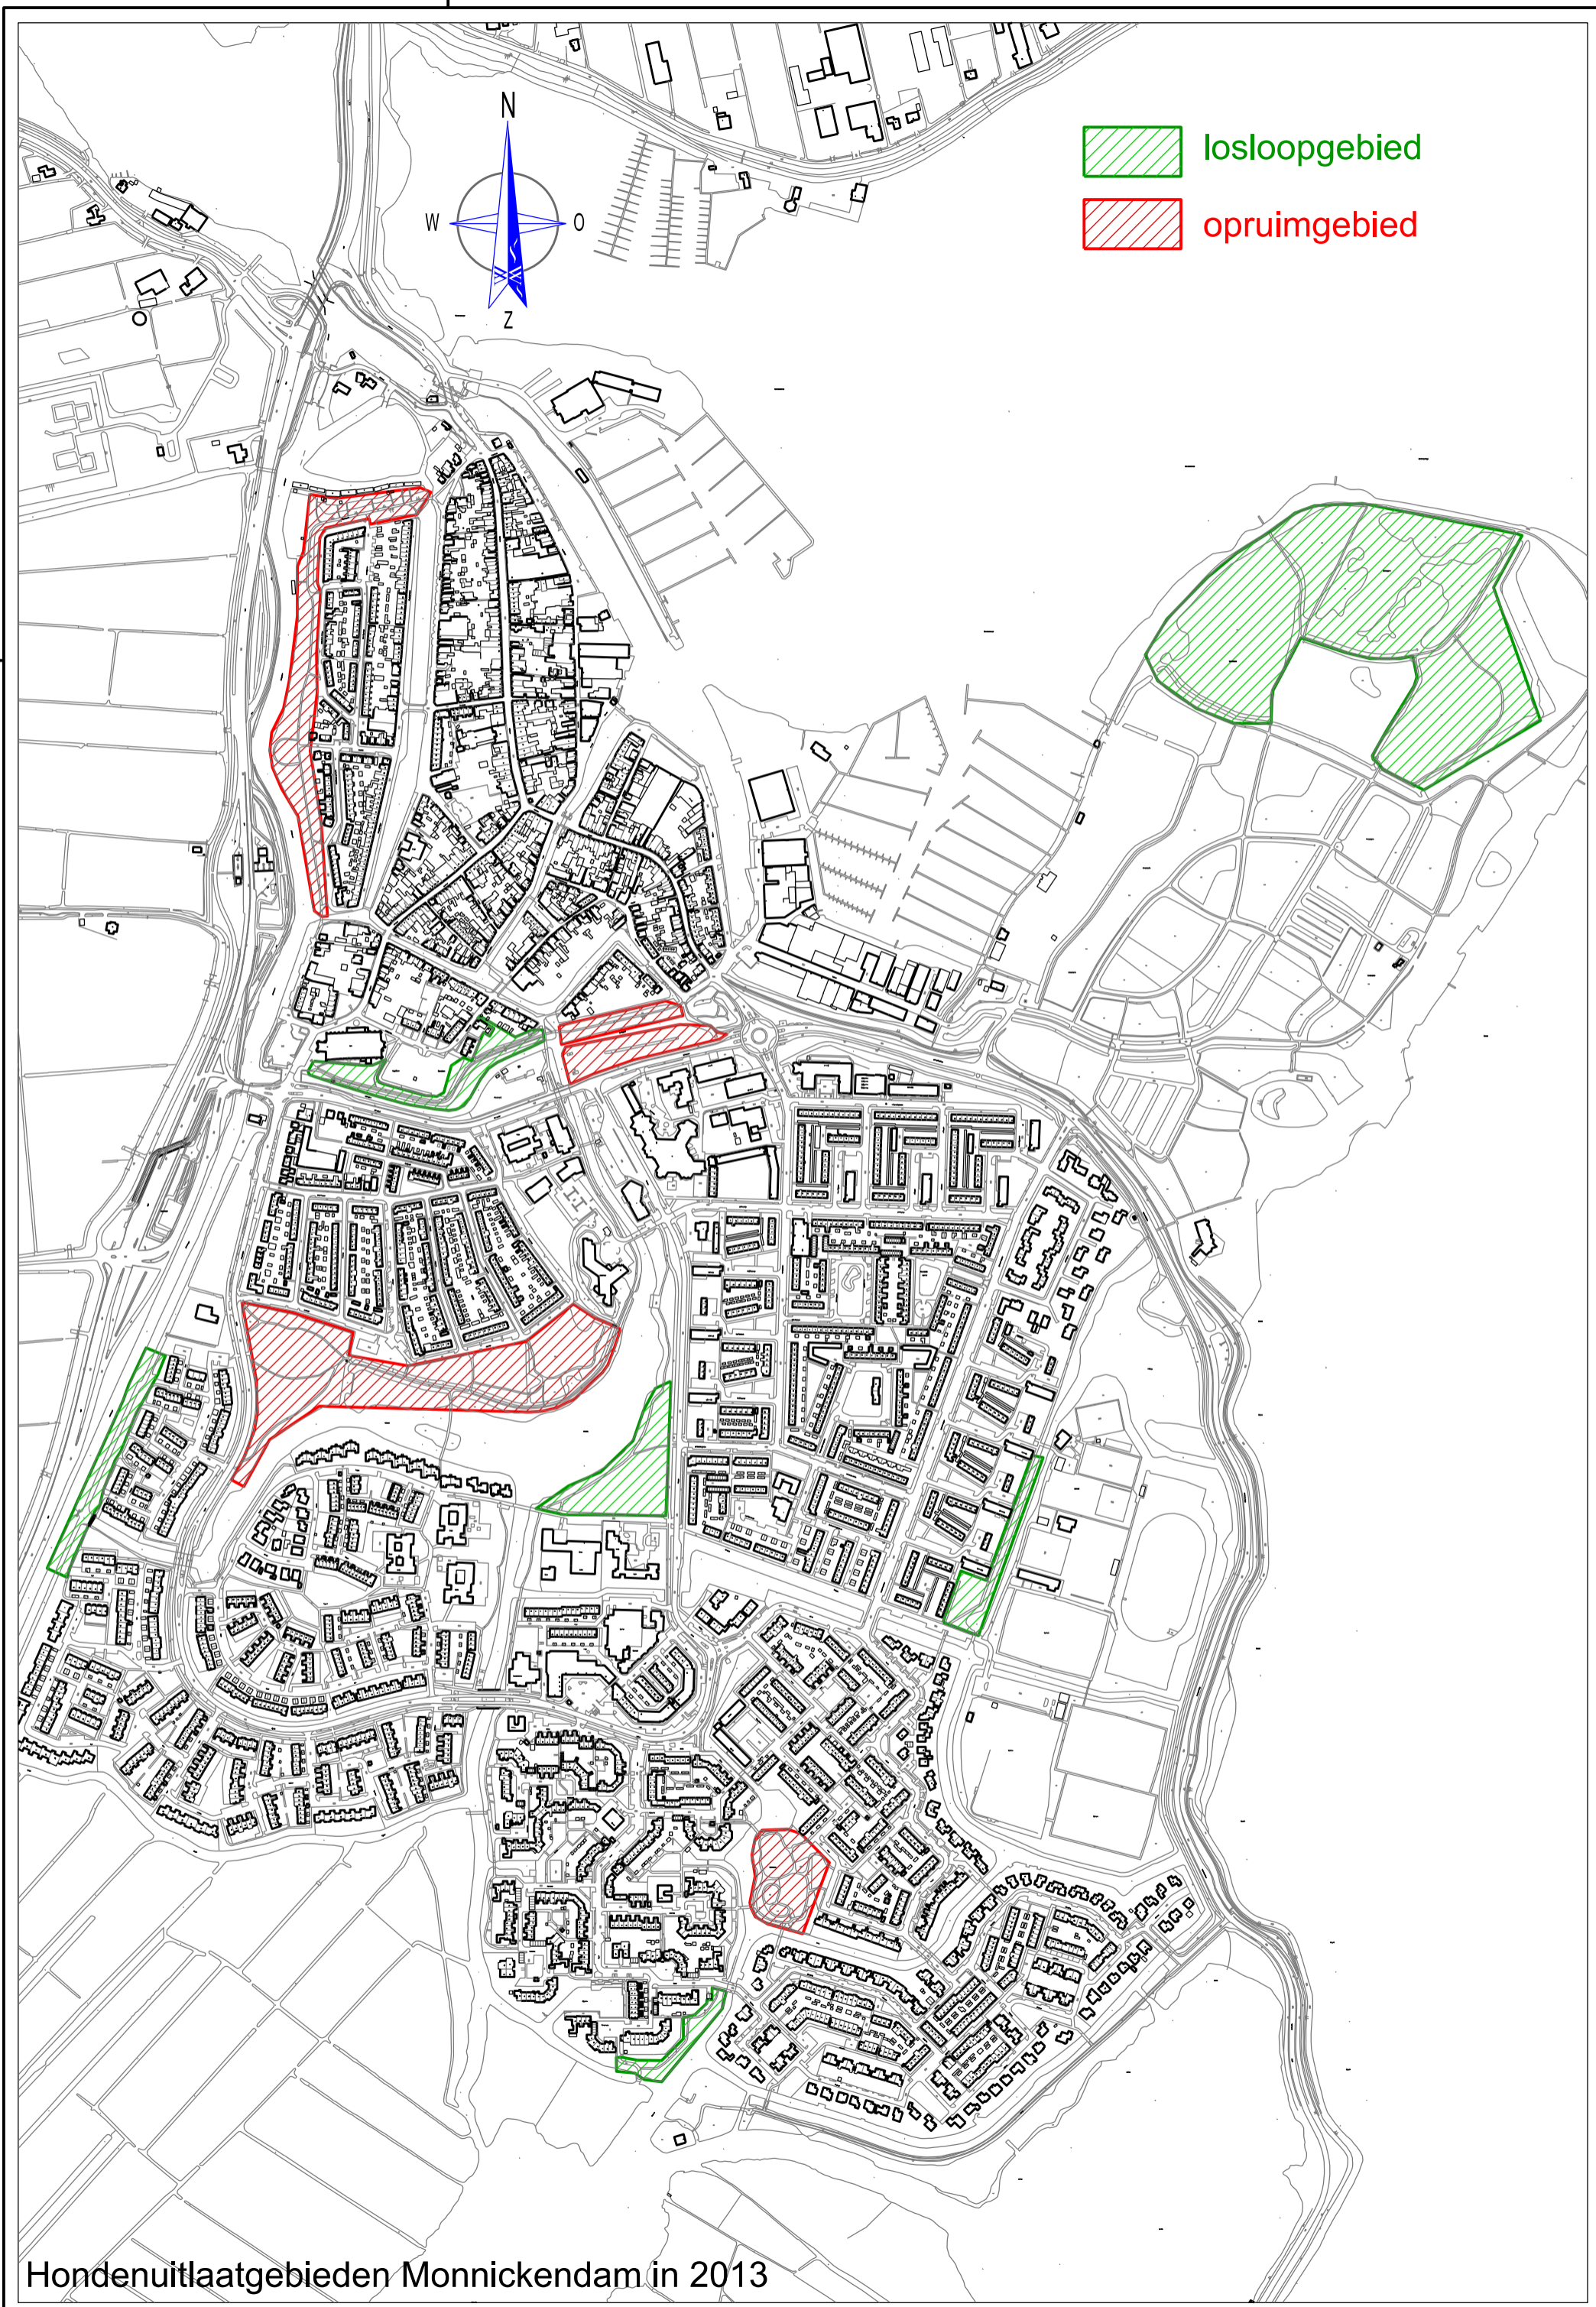 N
W O
Z
losloopgebied
opruimgebied
Hondenuitlaatgebieden Monnickendam in 2013